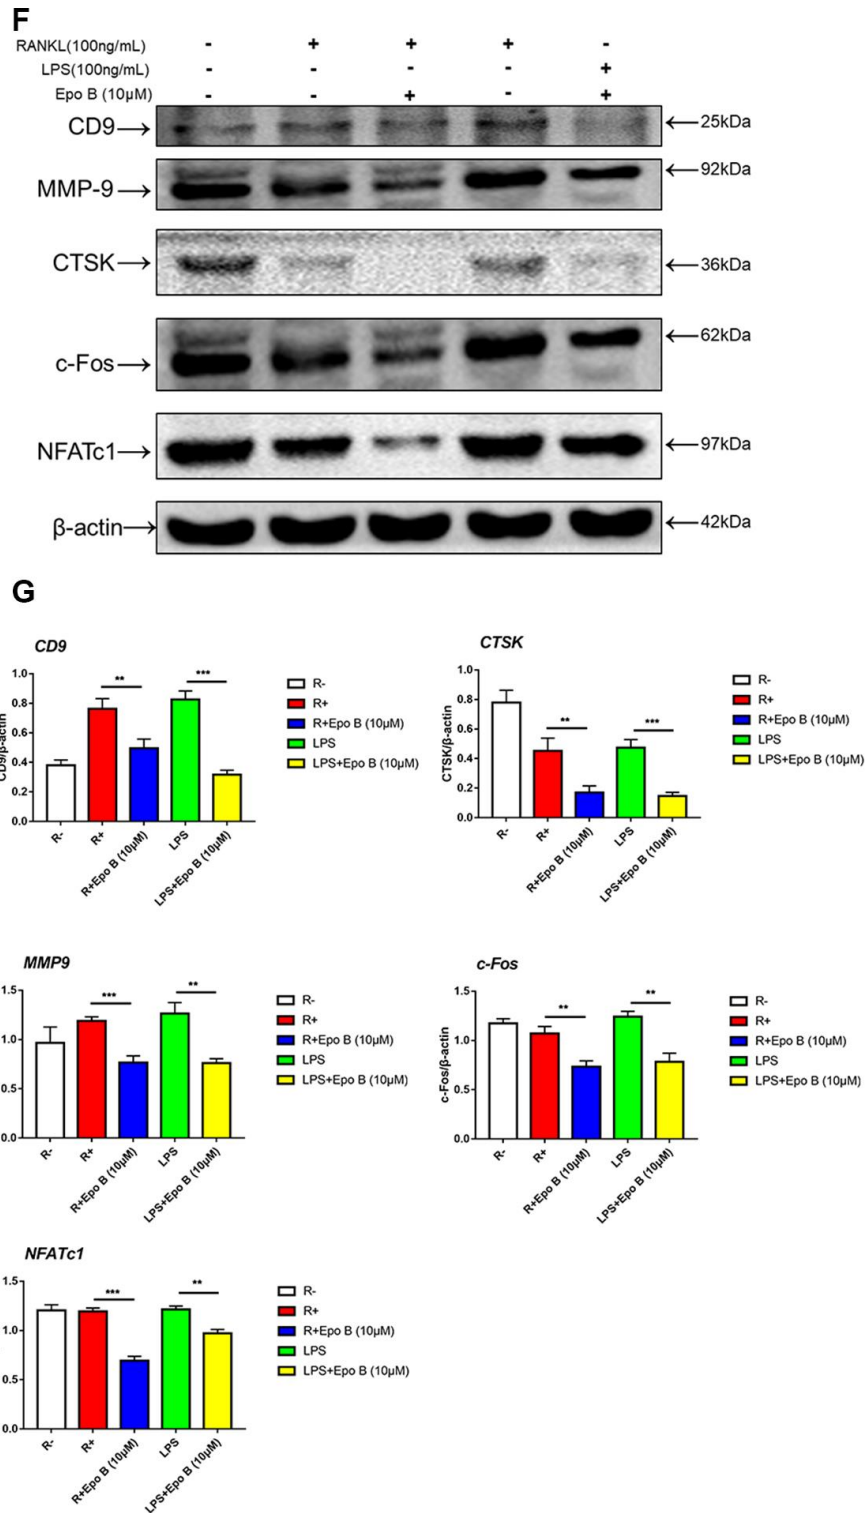 F
RANKL(100ng/mL) - + + + -
LPS(100ng/mL) - - - - +
Epo B (10μM) - - + - +
CD9→ ←25kDa
MMP-9→ ←92kDa
CTSK→ ←36kDa
c-Fos→ ←62kDa
NFATc1→ ←97kDa
β-actin→ ←42kDa
G
CD9
CD9/β-actin
1.0
0.8
0.6
0.4
0.2
0.0
** ***
R- R+ R+Epo B (10μM) LPS LPS+Epo B (10μM)
R-
R+
R+Epo B (10μM)
LPS
LPS+Epo B (10μM)
CTSK
CTSK/β-actin
1.0
0.8
0.6
0.4
0.2
0.0
** ***
R- R+ R+Epo B (10μM) LPS LPS+Epo B (10μM)
R-
R+
R+Epo B (10μM)
LPS
LPS+Epo B (10μM)
MMP9
1.5
1.0
0.5
0.0
*** **
R- R+ R+Epo B (10μM) LPS LPS+Epo B (10μM)
R-
R+
R+Epo B (10μM)
LPS
LPS+Epo B (10μM)
c-Fos
c-Fos/β-actin
1.5
1.0
0.5
0.0
** **
R- R+ R+Epo B (10μM) LPS LPS+Epo B (10μM)
R-
R+
R+Epo B (10μM)
LPS
LPS+Epo B (10μM)
NFATc1
1.5
1.0
0.5
0.0
*** **
R- R+ R+Epo B (10μM) LPS LPS+Epo B (10μM)
R-
R+
R+Epo B (10μM)
LPS
LPS+Epo B (10μM)